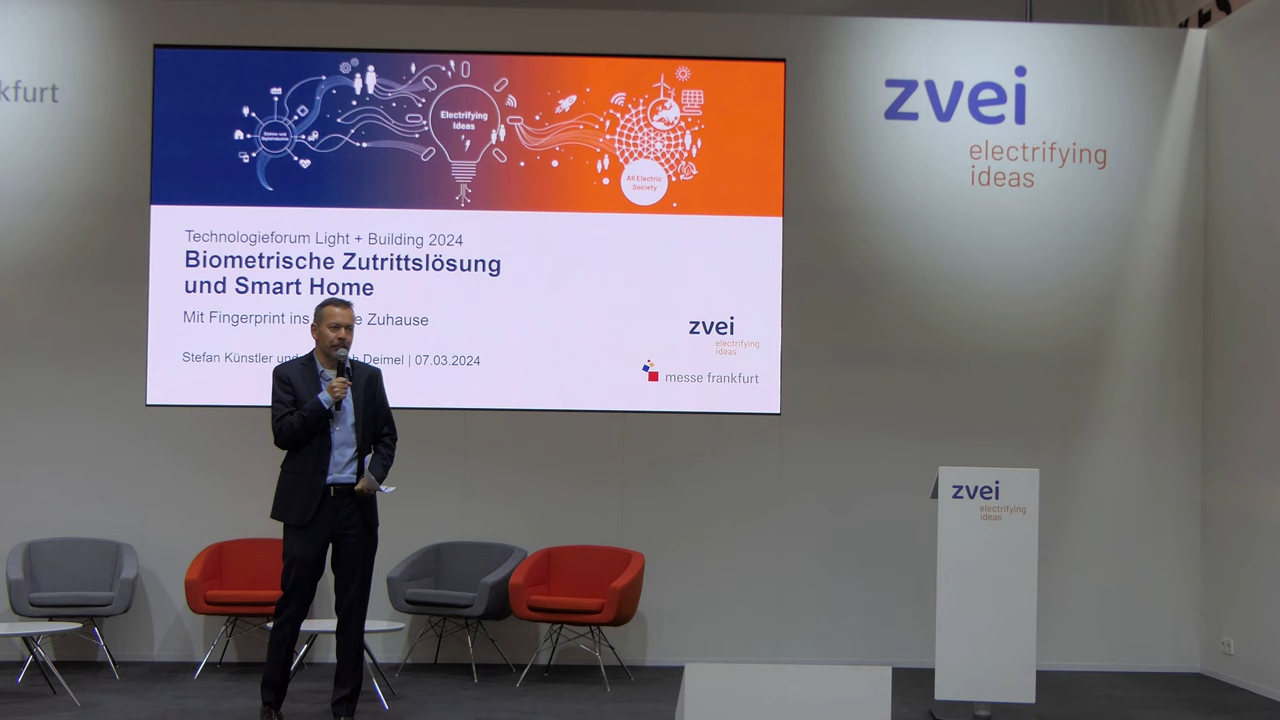 kfurt
Electrifying
Ideas
All Electric
Society
Technologieforum Light + Building 2024
Biometrische Zutrittslösung
und Smart Home
Mit Fingerprint ins Zuhause
Stefan Künstler Deimel | 07.03.2024
zvei
electrifying
ideas
messe frankfurt
zvei
electrifying
ideas
zvei
electrifying
ideas